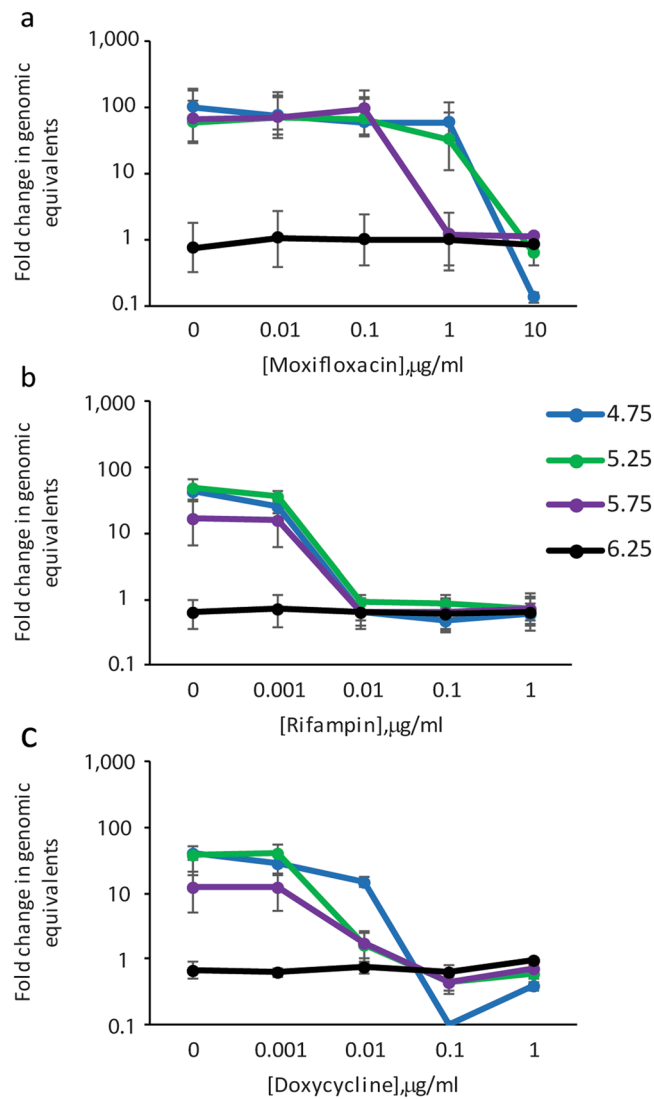 a
1,000
100
10
1
0.1
Fold change in genomic
equivalents
0 0.01 0.1 1 10
[Moxifloxacin],µg/ml
b
1,000
100
10
1
0.1
Fold change in genomic
equivalents
0 0.001 0.01 0.1 1
[Rifampin],µg/ml
4.75
5.25
5.75
6.25
c
1,000
100
10
1
0.1
Fold change in genomic
equivalents
0 0.001 0.01 0.1 1
[Doxycycline],µg/ml